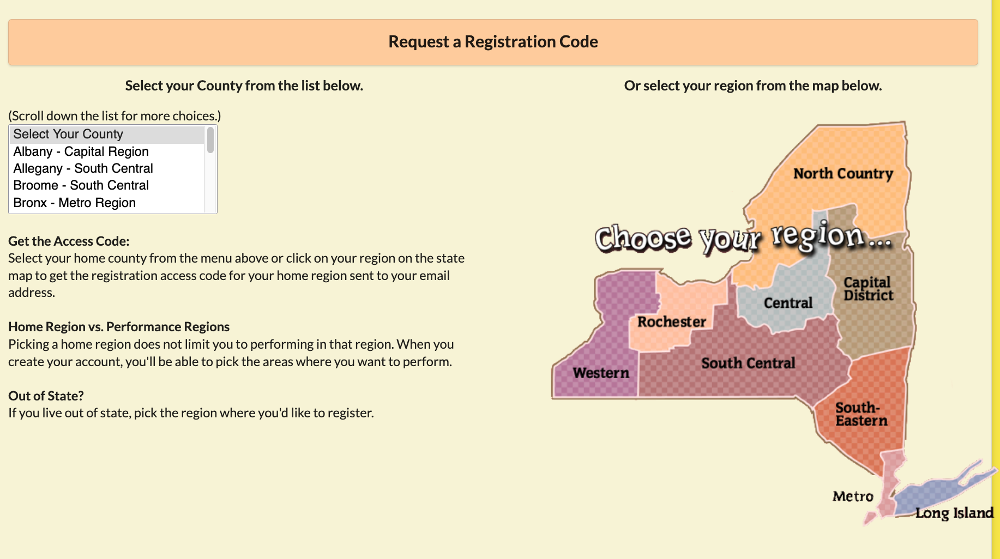 Request a Registration Code
Select your County from the list below.
(Scroll down the list for more choices.)
Select Your County
Albany - Capital Region
Allegany - South Central
Broome - South Central
Bronx - Metro Region
Get the Access Code:
Select your home county from the menu above or click on your region on the state
map to get the registration access code for your home region sent to your email
address.
Home Region vs. Performance Regions
Picking a home region does not limit you to performing in that region. When you
create your account, you'll be able to pick the areas where you want to perform.
Out of State?
If you live out of state, pick the region where you'd like to register.
Or select your region from the map below.
North Country
Choose your region...
Capital
District
Central
Rochester
South Central
Western
South-
Eastern
Metro
Long Island